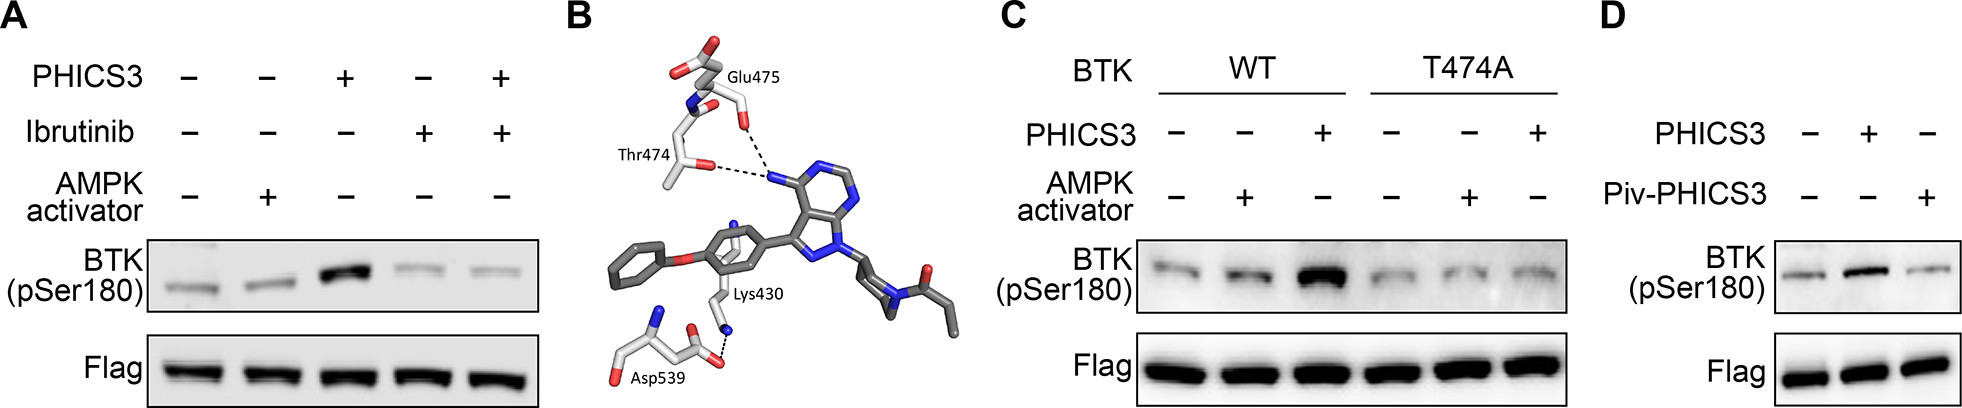 A
PHICS3 – – + – +
Ibrutinib – – – + +
AMPK
activator – + – – –
BTK
(pSer180)
Flag
B
Glu475
Thr474
Lys430
Asp539
C
BTK WT T474A
PHICS3 – – + – – +
AMPK
activator – + – – + –
BTK
(pSer180)
Flag
D
PHICS3 – + –
Piv-PHICS3 – – +
BTK
(pSer180)
Flag